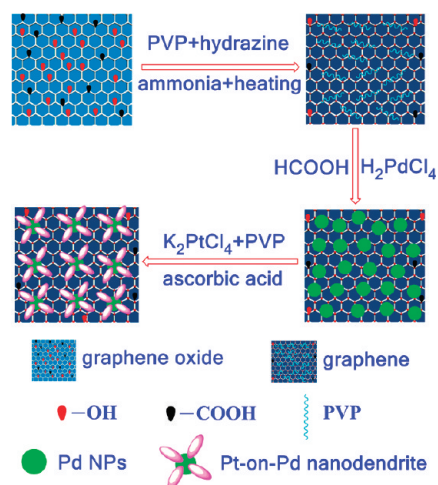 PVP+hydrazine
ammonia+heating
HCOOH H₂PdCl₄
K₂PtCl₄+PVP
ascorbic acid
graphene oxide graphene
–OH –COOH PVP
Pd NPs Pt-on-Pd nanodendrite